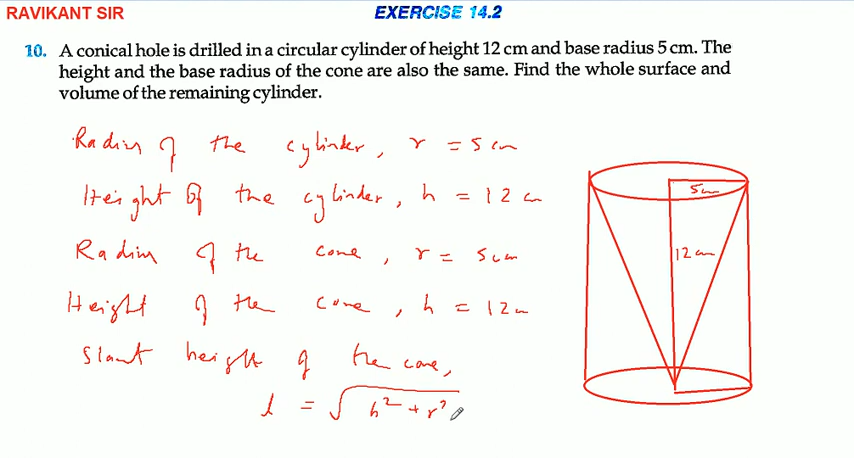 RAVIKANT SIR
EXERCISE 14.2
10. A conical hole is drilled in a circular cylinder of height 12 cm and base radius 5 cm. The
height and the base radius of the cone are also the same. Find the whole surface and
volume of the remaining cylinder.
Radius of the cylinder, r = 5 cm
Height of the cylinder, h = 12 cm
5cm
Radius of the cone, r = 5cm
12 cm
Height of the cone, h = 12cm
Slant height of the cone,
l = √h² + r²